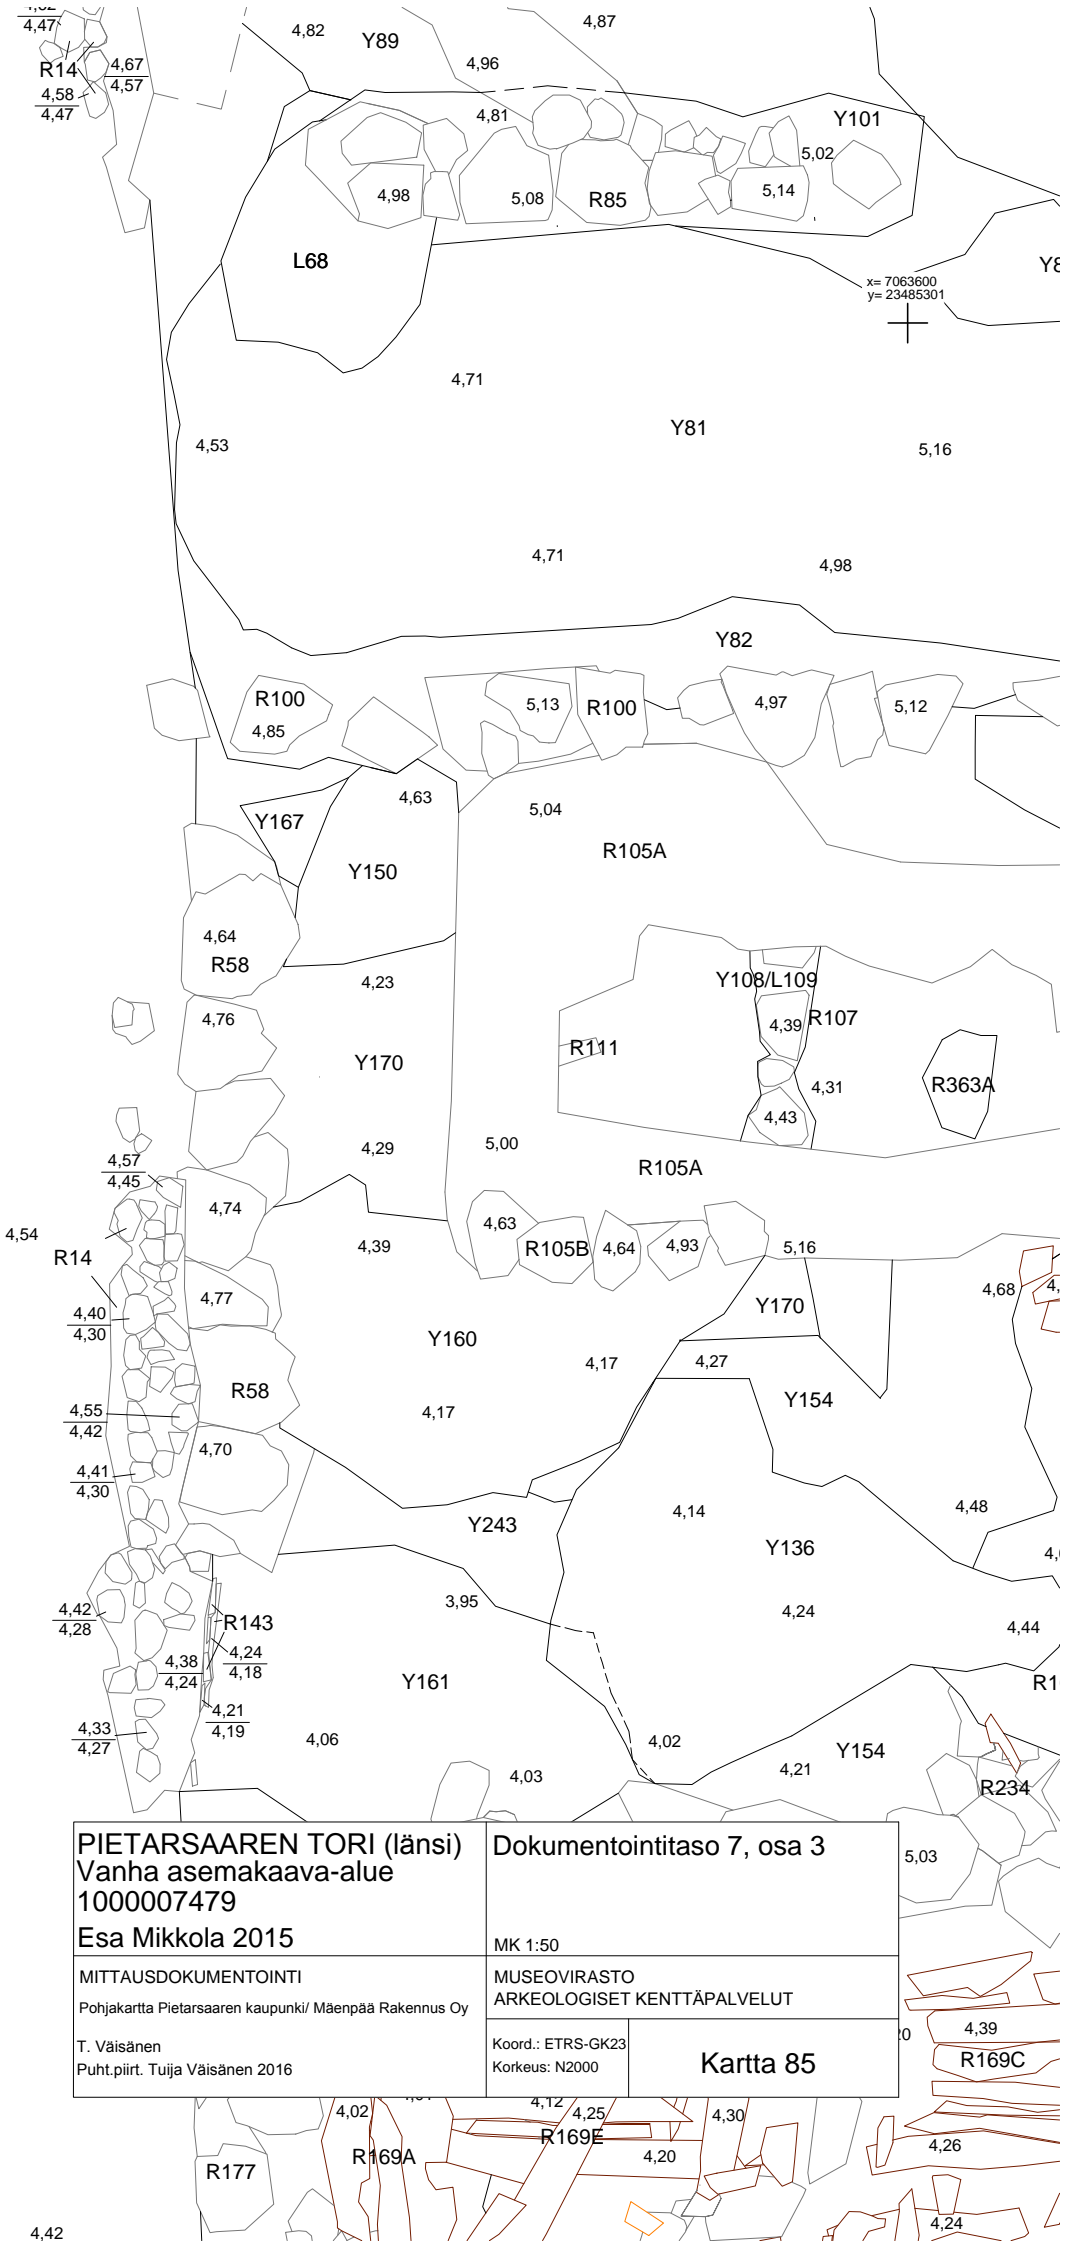 4,47
R14
4,67
4,57
4,58
4,47
4,82
Y89
4,87
4,96
4,81
Y101
5,02
4,98
5,08
R85
5,14
L68
x= 7063600
y= 23485301
4,71
Y81
4,53
5,16
4,71
4,98
Y82
R100
4,85
5,13
R100
4,97
5,12
4,63
5,04
Y167
R105A
Y150
4,64
R58
4,23
Y108/L109
4,76
4,39
R107
R111
Y170
4,31
R363A
4,43
4,29
5,00
R105A
4,57
4,45
4,74
4,63
4,54
4,39
R105B
4,64
4,93
5,16
R14
4,68
4,77
Y170
4,40
4,30
Y160
4,17
4,27
R58
Y154
4,55
4,42
4,17
4,70
4,41
4,30
4,48
4,14
Y243
Y136
3,95
4,24
4,42
4,28
R143
4,44
4,38
4,24
4,24
4,18
Y161
4,21
4,19
4,33
4,27
4,06
4,02
Y154
4,03
4,21
R234
PIETARSAAREN TORI (länsi)
Vanha asemakaava-alue
1000007479
Esa Mikkola 2015
Dokumentointitaso 7, osa 3
MK 1:50
5,03
MITTAUSDOKUMENTOINTI
Pohjakartta Pietarsaaren kaupunki/ Mäenpää Rakennus Oy
T. Väisänen
Puht.piirt. Tuija Väisänen 2016
MUSEOVIRASTO
ARKEOLOGISET KENTTÄPALVELUT
Koord.: ETRS-GK23
Korkeus: N2000
Kartta 85
4,39
R169C
4,02
4,12
4,25
4,30
R169A
R169E
4,20
4,26
R177
4,24
4,42